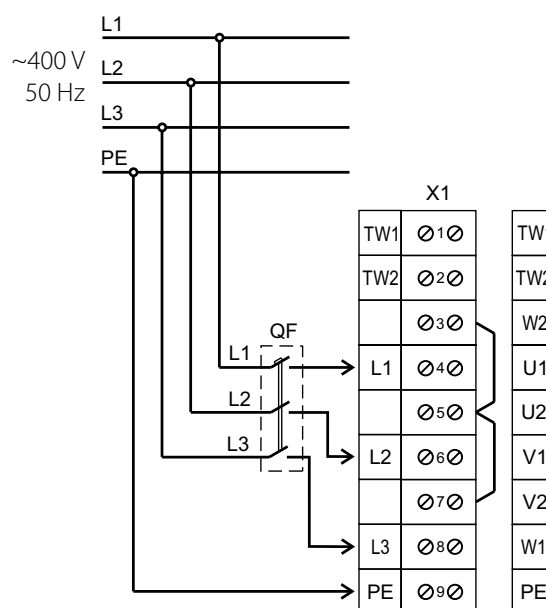 L1
~400 V
50 Hz
L2
L3
PE
X1
TW1 1
TW2 2 TW2
3 W2
QF
L1 L1 4 U1
L2 5 U2
L3 L2 6 V1
7 V2
L3 8 W1
PE 9 PE